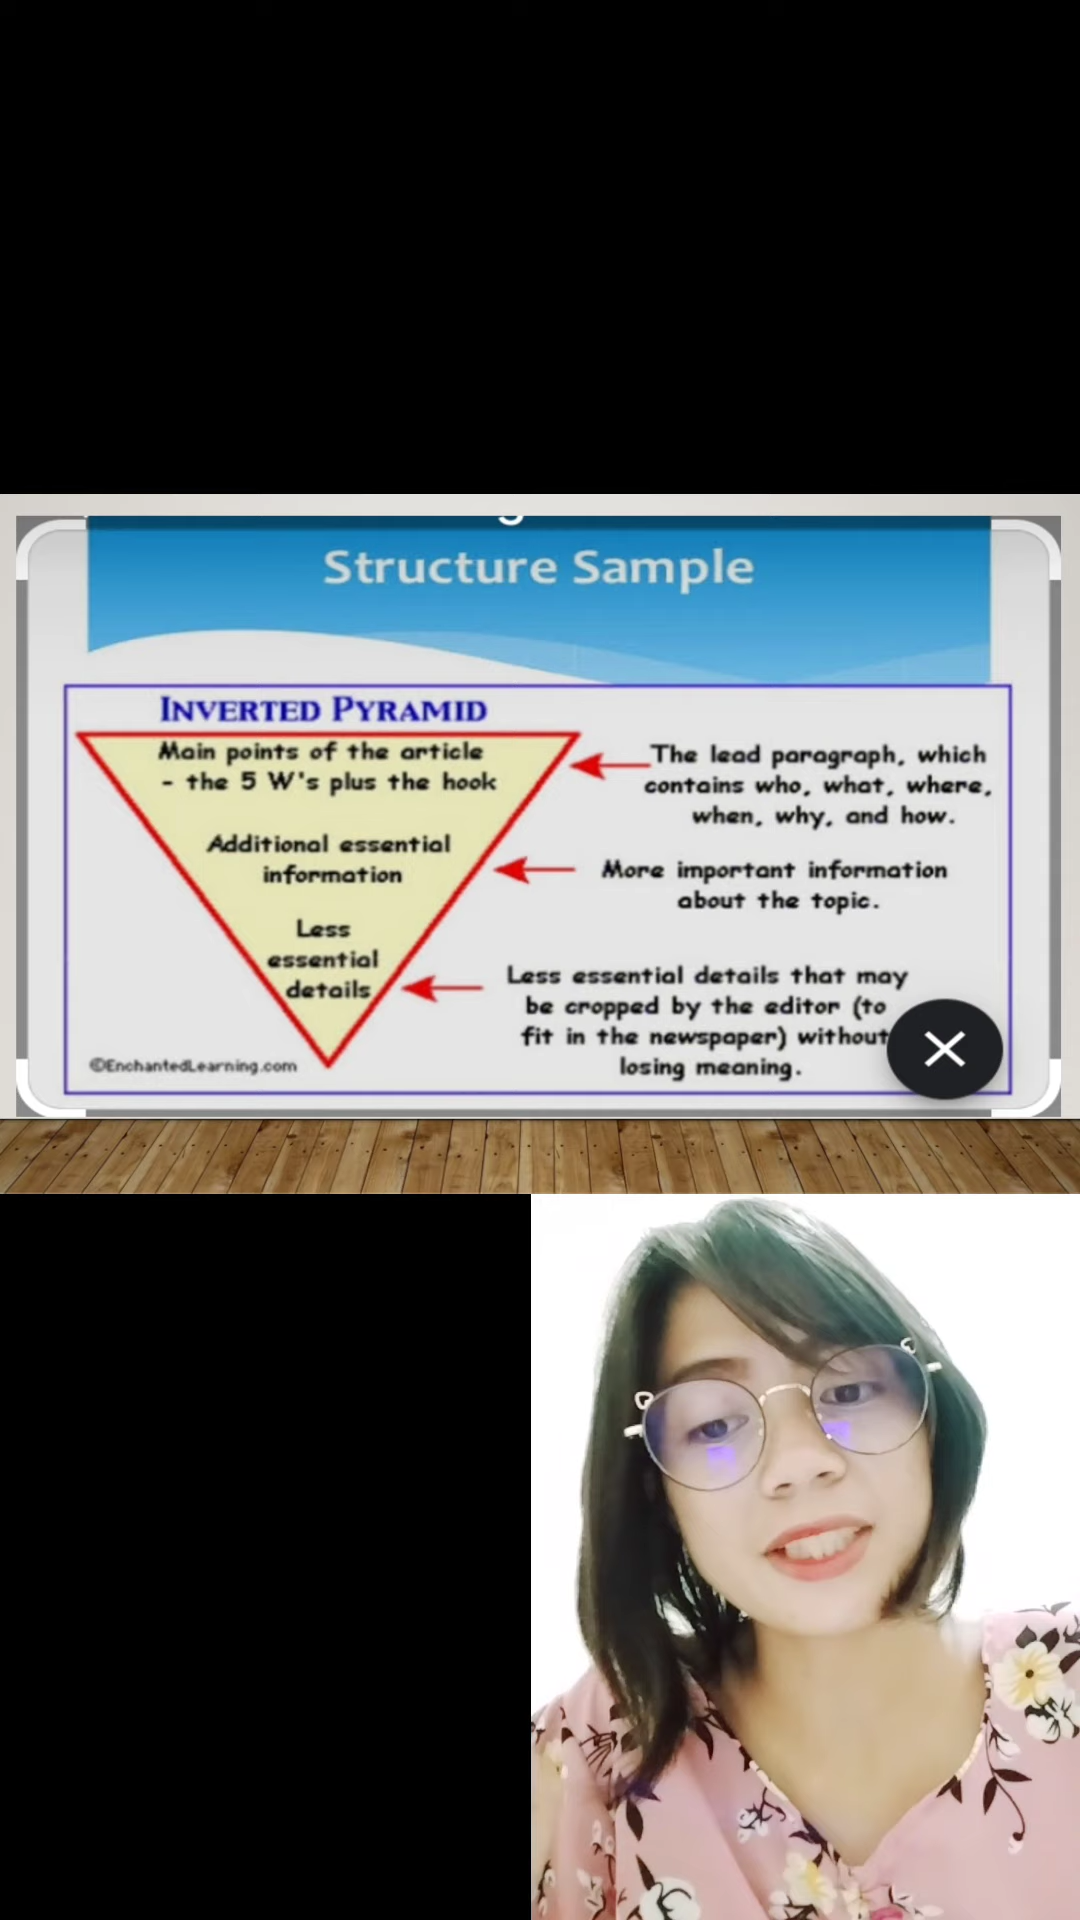 Structure Sample
INVERTED PYRAMID
Main points of the article
- the 5 W's plus the hook
Additional essential
information
Less
essential
details
©EnchantedLearning.com
The lead paragraph, which
contains who, what, where,
when, why, and how.
More important information
about the topic.
Less essential details that may
be cropped by the editor (to
fit in the newspaper) without
losing meaning.